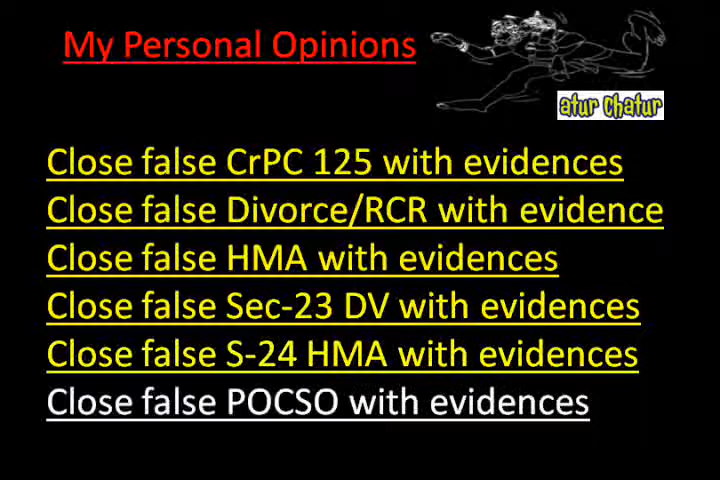 My Personal Opinions
atur Chatur
Close false CrPC 125 with evidences
Close false Divorce/RCR with evidence
Close false HMA with evidences
Close false Sec-23 DV with evidences
Close false S-24 HMA with evidences
Close false POCSO with evidences